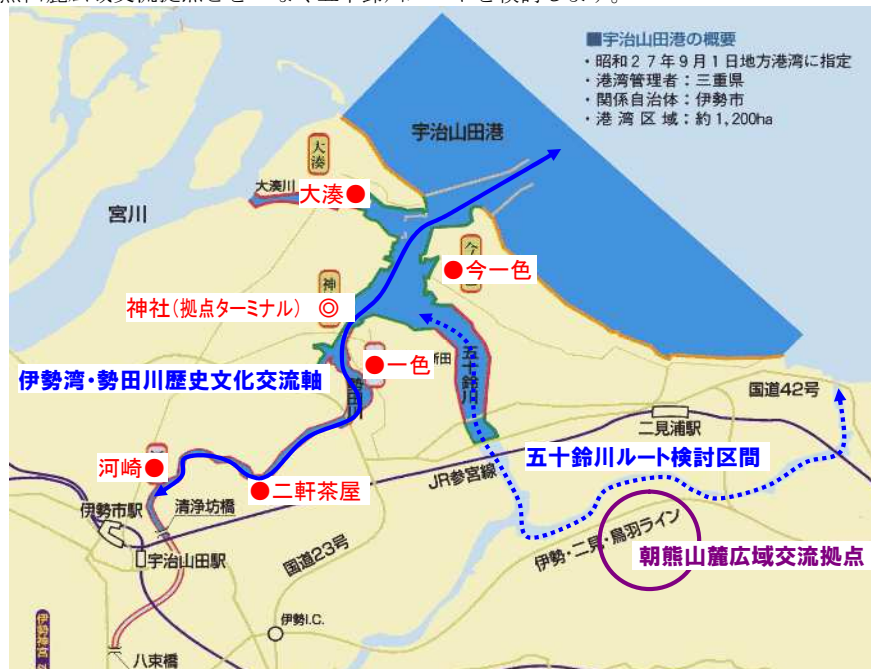 ■宇治山田港の概要
・昭和27年9月1日地方港湾に指定
・港湾管理者：三重県
・関係自治体：伊勢市
・港湾区域：約1,200ha
宇治山田港
大湊
大湊川
大湊●
宮川
●今一色
神社(拠点ターミナル) ◎
●一色
五十鈴川
伊勢湾・勢田川歴史文化交流軸
勢田川
国道42号
二見浦駅
河崎●
五十鈴川ルート検討区間
JR参宮線
●二軒茶屋
清浄坊橋
伊勢市駅
伊勢・二見・鳥羽ライン
国道23号
宇治山田駅
朝熊山麓広域交流拠点
伊勢I.C.
八束橋
伊勢神宮